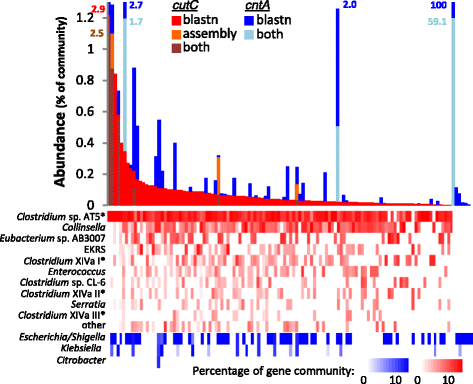 2.9
2.5
2.7
1.7
cutC
blastn
assembly
both
cntA
blastn
both
2.0
100
59.1
Abundance (% of community)
1.2
1
0.8
0.6
0.4
0.2
0
Clostridium sp. AT5*
Collinsella
Eubacterium sp. AB3007
EKRS
Clostridium XIVa I*
Enterococcus
Clostridium sp. CL-6
Clostridium XIVa II*
Serratia
Clostridium XIVa III*
other
Escherichia/Shigella
Klebsiella
Citrobacter
Percentage of gene community:
0 10
0 10